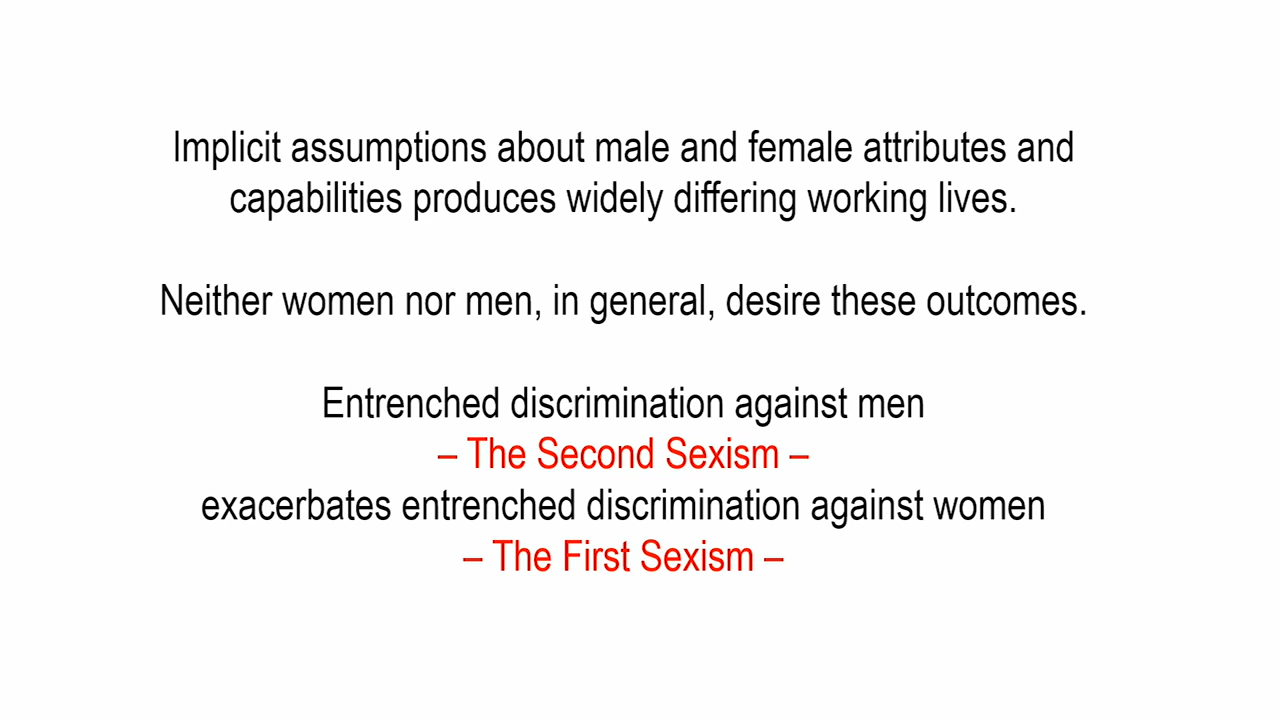 Implicit assumptions about male and female attributes and
capabilities produces widely differing working lives.
Neither women nor men, in general, desire these outcomes.
Entrenched discrimination against men
– The Second Sexism –
exacerbates entrenched discrimination against women
– The First Sexism –